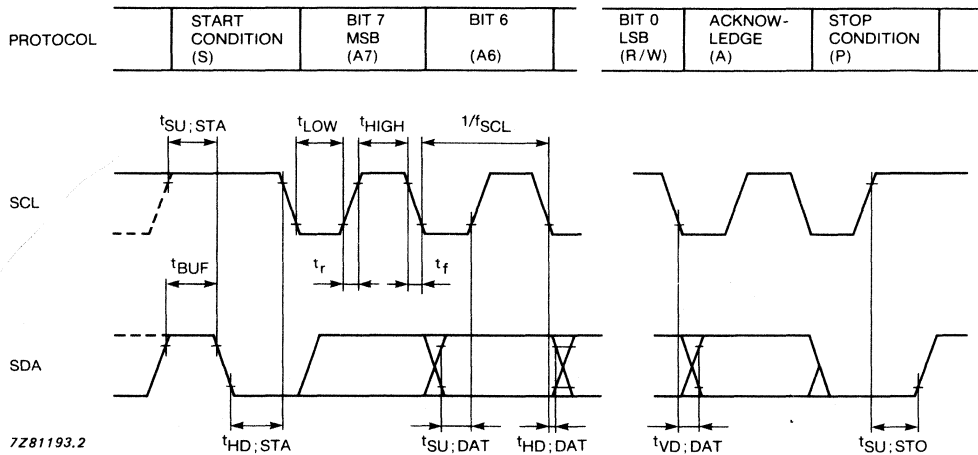 PROTOCOL
START CONDITION (S)
BIT 7 MSB (A7)
BIT 6 (A6)
BIT 0 LSB (R/W)
ACKNOW-LEDGE (A)
STOP CONDITION (P)
tSU;STA
tLOW
tHIGH
1/fSCL
SCL
tBUF
tr
tf
SDA
7Z81193.2
tHD;STA
tSU;DAT
tHD;DAT
tVD;DAT
tSU;STO